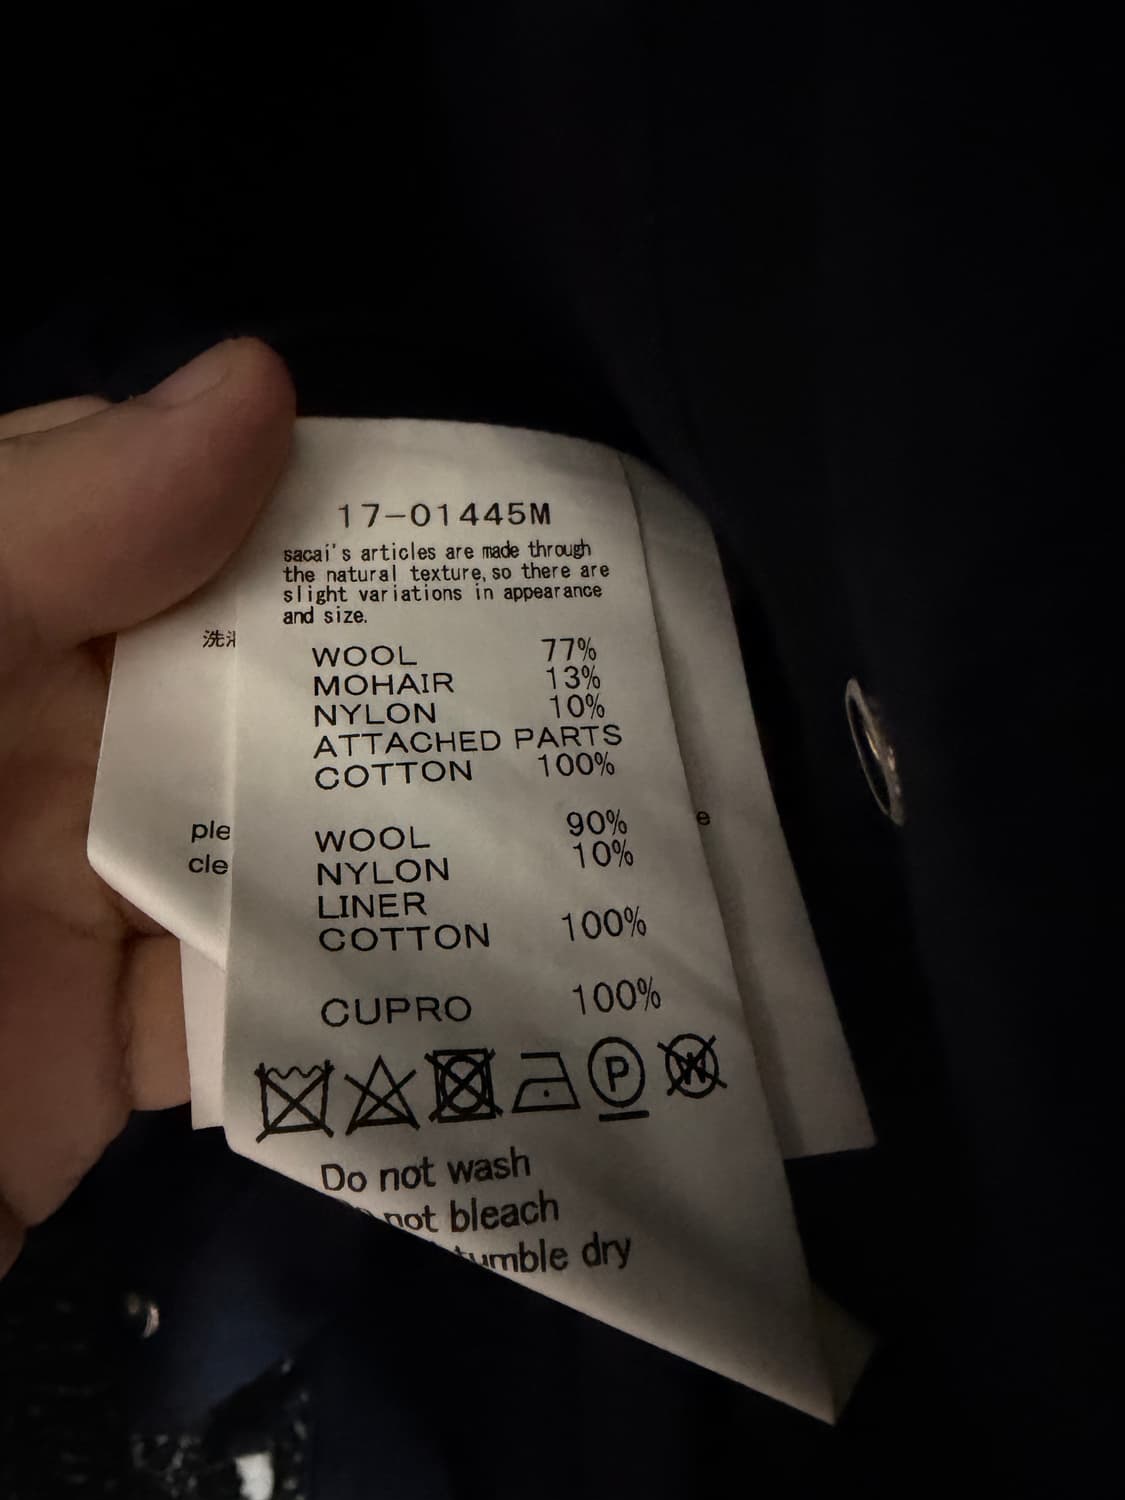 17-01445M
sacai's articles are made through
the natural texture, so there are
slight variations in appearance
and size.
WOOL 77%
MOHAIR 13%
NYLON 10%
ATTACHED PARTS
COTTON 100%
WOOL 90%
NYLON 10%
LINER
COTTON 100%
CUPRO 100%
P W
Do not wash
not bleach
tumble dry
洗
ple
cle
e